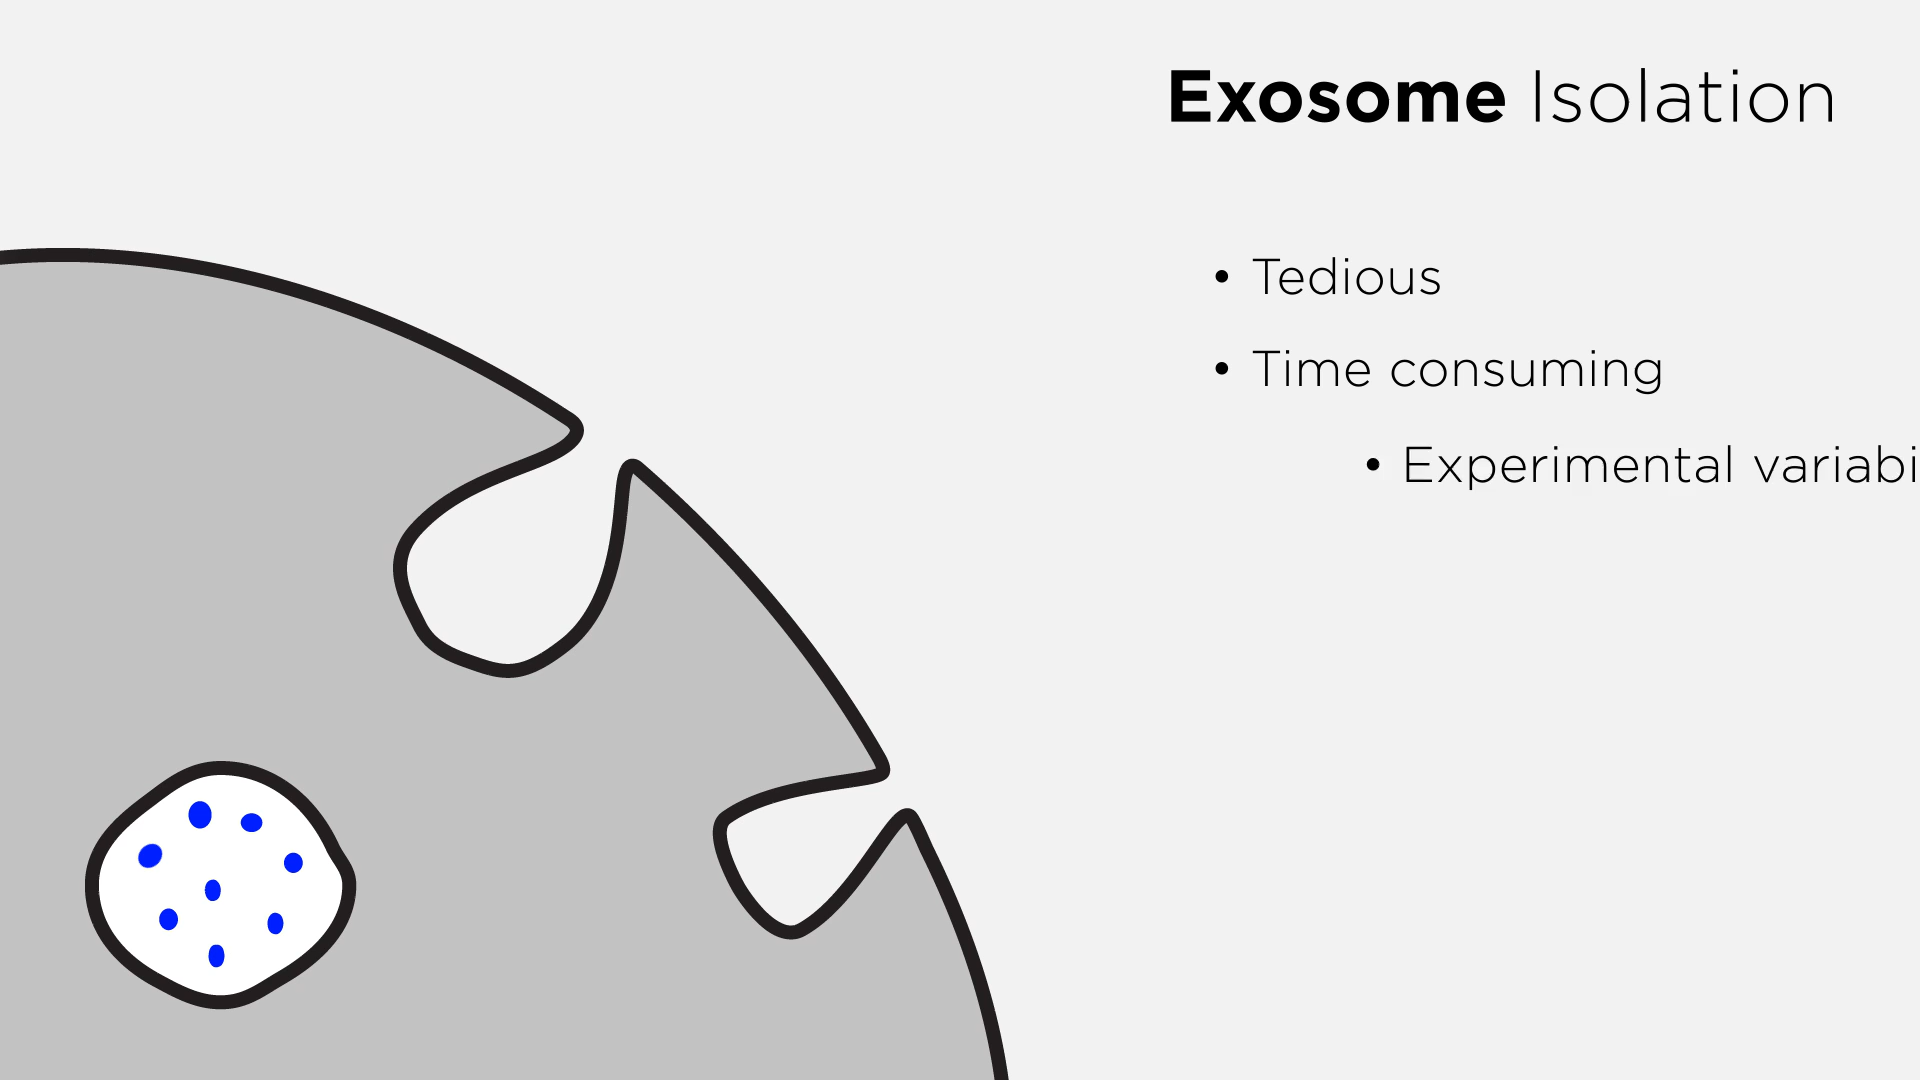 Exosome Isolation
• Tedious
• Time consuming
• Experimental variabi